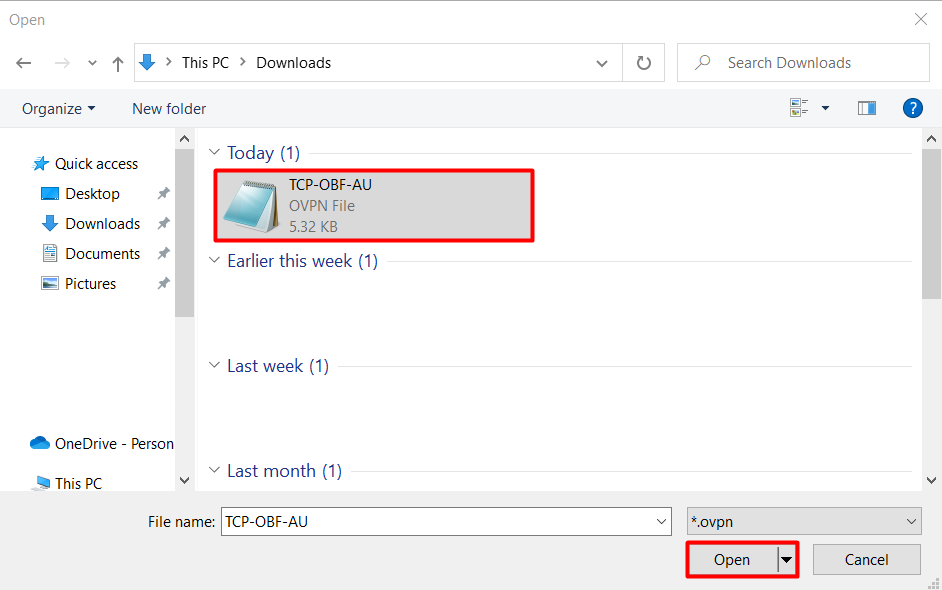 Open
This PC
Downloads
Search Downloads
Organize
New folder
?
Quick access
Desktop
Downloads
Documents
Pictures
OneDrive - Person
This PC
Today (1)
TCP-OBF-AU
OVPN File
5.32 KB
Earlier this week (1)
Last week (1)
Last month (1)
File name:
TCP-OBF-AU
*.ovpn
Open
Cancel